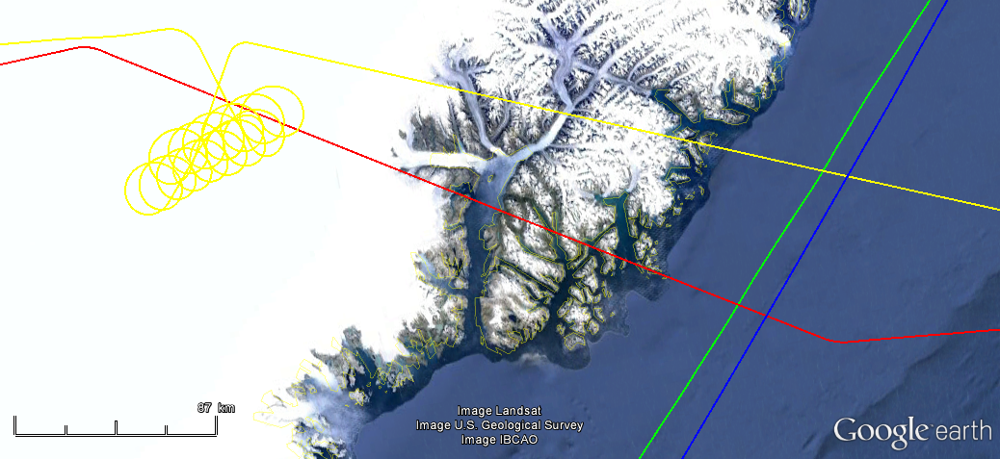 87 km
Image Landsat
Image U.S. Geological Survey
Image IBCAO
Google earth